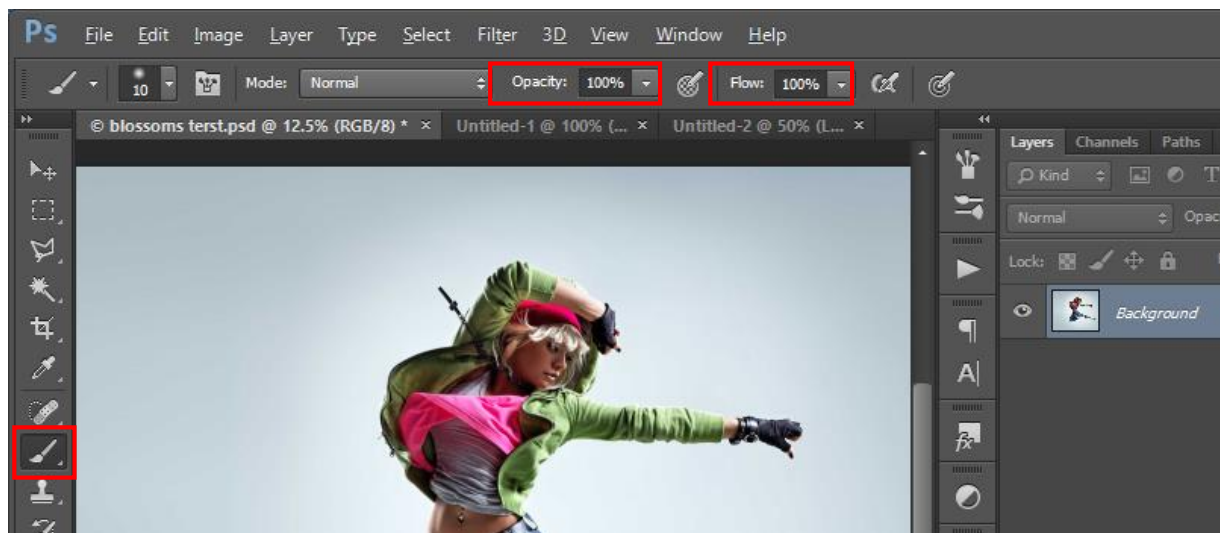 Ps File Edit Image Layer Type Select Filter 3D View Window Help
10 Mode: Normal Opacity: 100% Flow: 100%
© blossoms terst.psd @ 12.5% (RGB/8) * × Untitled-1 @ 100% (... × Untitled-2 @ 50% (L... ×
Layers Channels Paths
Kind T
Normal Opac
Lock:
Background
A
fx